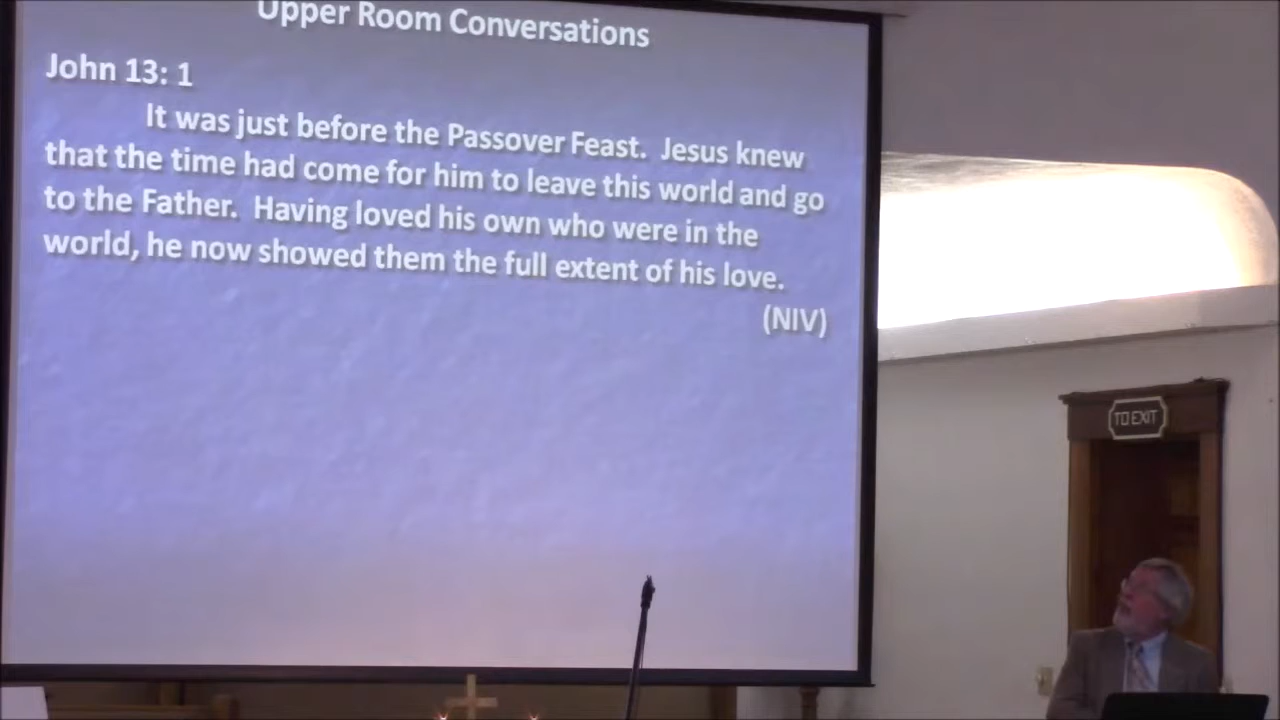 Upper Room Conversations
John 13: 1
It was just before the Passover Feast.  Jesus knew
that the time had come for him to leave this world and go
to the Father.  Having loved his own who were in the
world, he now showed them the full extent of his love.
(NIV)
TO EXIT